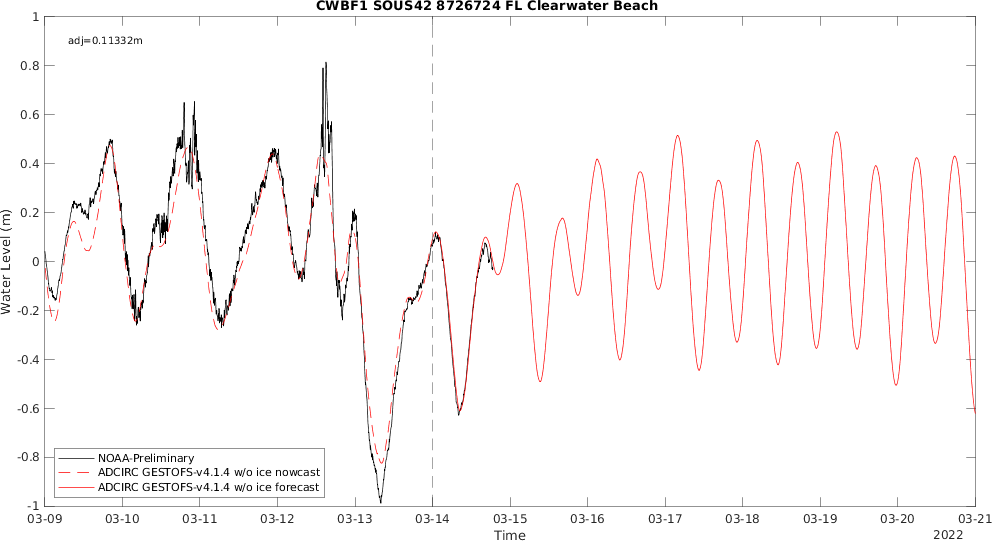 CWBF1 SOUS42 8726724 FL Clearwater Beach
adj=0.11332m
1
0.8
0.6
0.4
0.2
0
-0.2
-0.4
-0.6
-0.8
-1
Water Level (m)
NOAA-Preliminary
ADCIRC GESTOFS-v4.1.4 w/o ice nowcast
ADCIRC GESTOFS-v4.1.4 w/o ice forecast
03-09 03-10 03-11 03-12 03-13 03-14 03-15 03-16 03-17 03-18 03-19 03-20 03-21
Time
2022